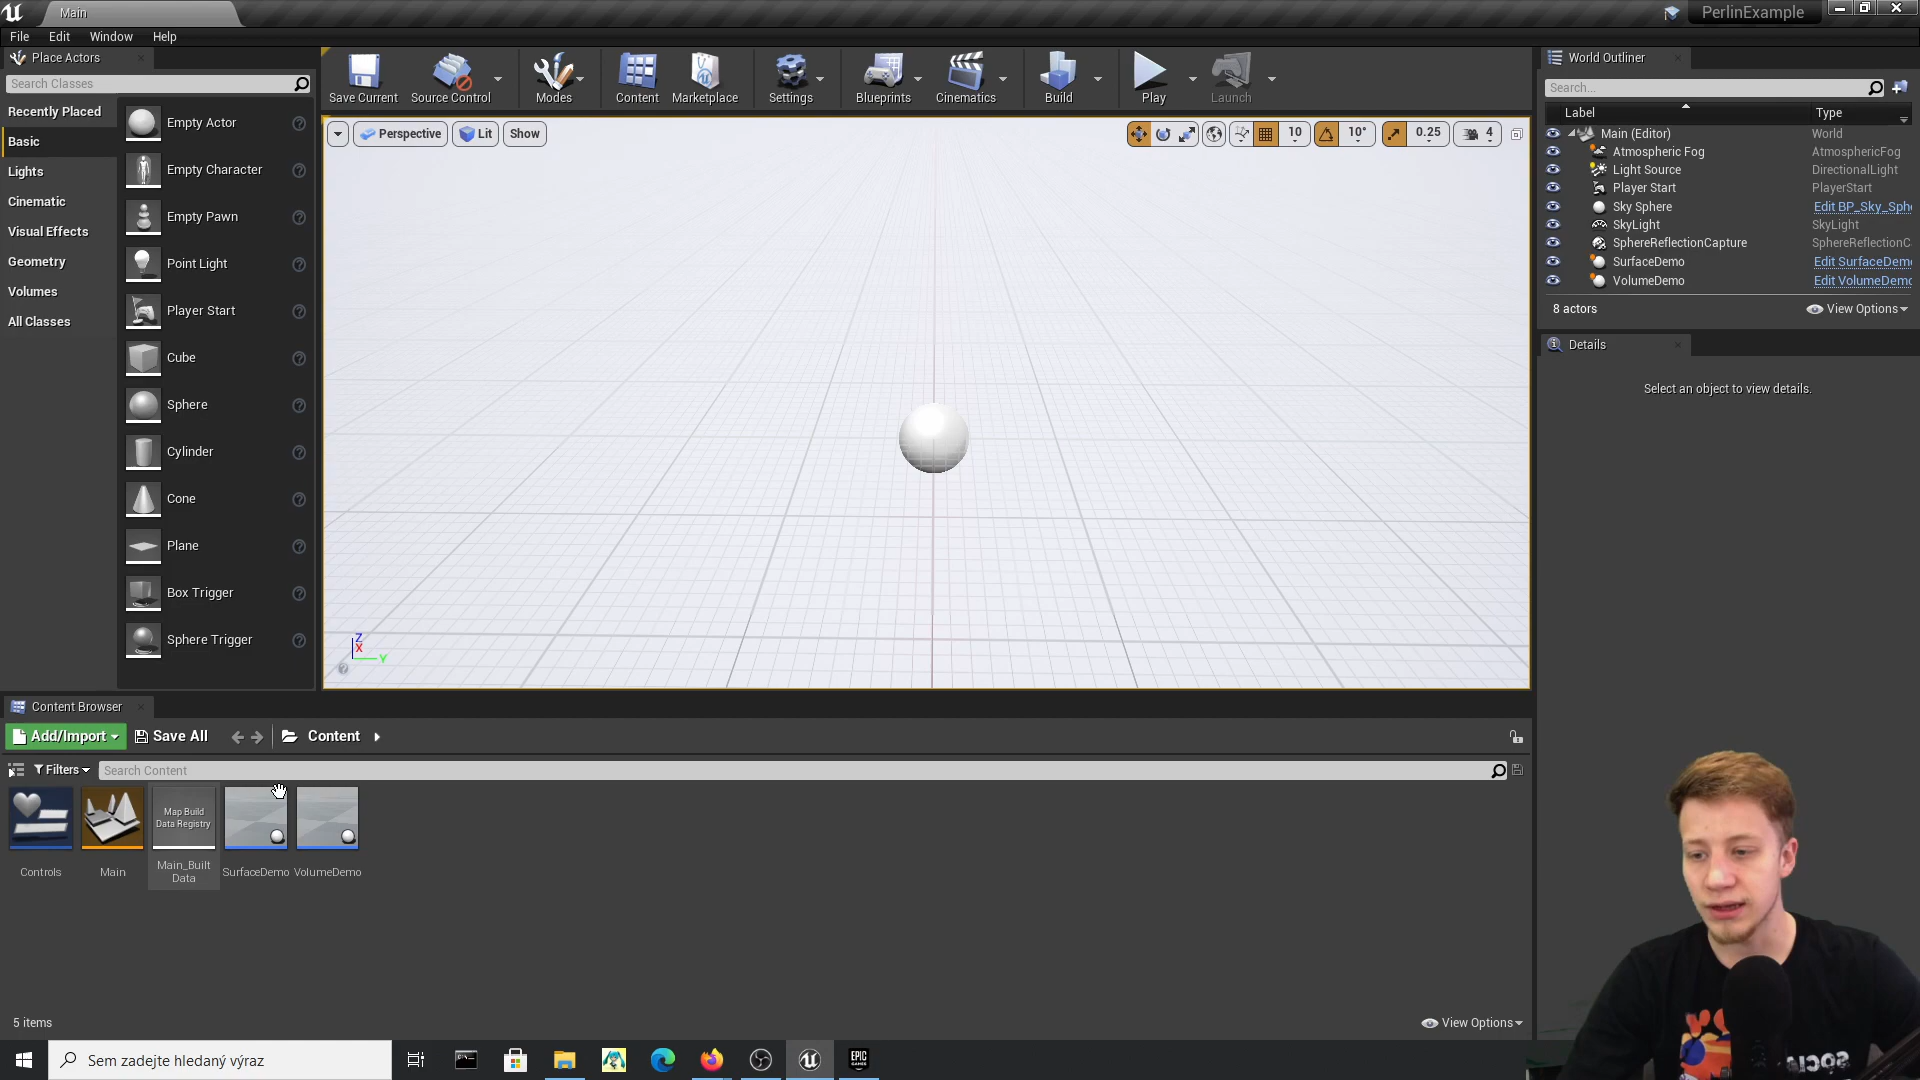 Main
PerlinExample
File Edit Window Help
Place Actors
Search Classes
Recently Placed
Basic
Lights
Cinematic
Visual Effects
Geometry
Volumes
All Classes
Empty Actor
Empty Character
Empty Pawn
Point Light
Player Start
Cube
Sphere
Cylinder
Cone
Plane
Box Trigger
Sphere Trigger
Save Current
Source Control
Modes
Content
Marketplace
Settings
Blueprints
Cinematics
Build
Play
Launch
Perspective
Lit
Show
10
10°
0.25
4
Z
X
Y
World Outliner
Search...
Label Type
Main (Editor) World
Atmospheric Fog AtmosphericFog
Light Source DirectionalLight
Player Start PlayerStart
Sky Sphere Edit BP_Sky_Sph
SkyLight SkyLight
SphereReflectionCapture SphereReflectionC
SurfaceDemo Edit SurfaceDem
VolumeDemo Edit VolumeDem
8 actors
View Options
Details
Select an object to view details.
Content Browser
Add/Import
Save All
Content
Filters
Search Content
Map Build
Data Registry
Controls
Main
Main_Built
Data
SurfaceDemo
VolumeDemo
5 items
View Options
Sem zadejte hledaný výraz
EPIC
GAMES